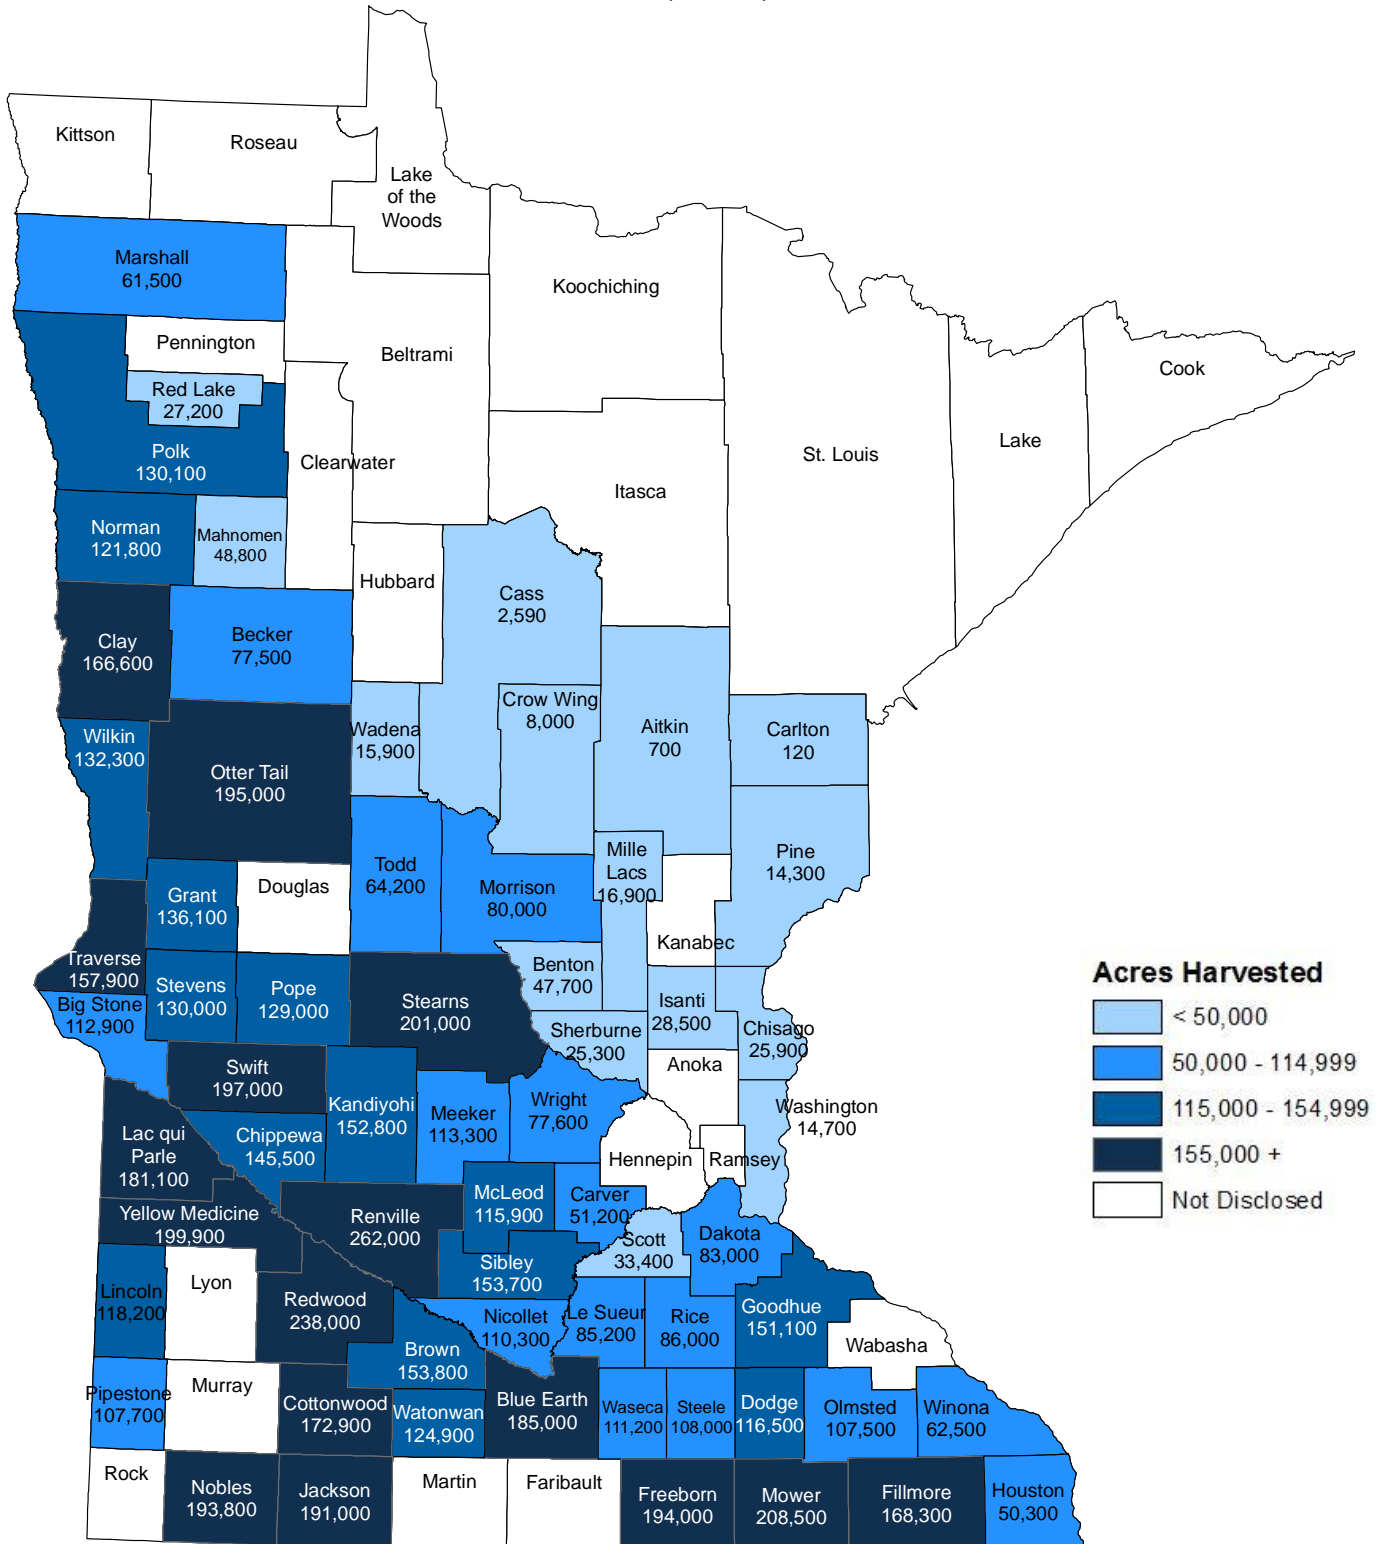 Kittson
Roseau
Lake
of the
Woods
Marshall
61,500
Koochiching
Pennington
Beltrami
Cook
Red Lake
27,200
Lake
Polk
130,100
Clearwater
St. Louis
Itasca
Norman
121,800
Mahnomen
48,800
Hubbard
Cass
2,590
Clay
166,600
Becker
77,500
Crow Wing
8,000
Wadena
15,900
Aitkin
700
Carlton
120
Wilkin
132,300
Otter Tail
195,000
Mille
Lacs
16,900
Pine
14,300
Todd
64,200
Morrison
80,000
Douglas
Grant
136,100
Kanabec
Traverse
157,900
Benton
47,700
Stevens
130,000
Pope
129,000
Stearns
201,000
Isanti
28,500
Big Stone
112,900
Sherburne
25,300
Chisago
25,900
Acres Harvested
< 50,000
50,000 - 114,999
115,000 - 154,999
155,000 +
Not Disclosed
Anoka
Swift
197,000
Kandiyohi
152,800
Meeker
113,300
Wright
77,600
Washington
14,700
Lac qui
Parle
181,100
Chippewa
145,500
Hennepin
Ramsey
McLeod
115,900
Carver
51,200
Yellow Medicine
199,900
Renville
262,000
Scott
33,400
Dakota
83,000
Sibley
153,700
Lyon
Lincoln
118,200
Redwood
238,000
Nicollet
110,300
Le Sueur
85,200
Rice
86,000
Goodhue
151,100
Wabasha
Brown
153,800
Pipestone
107,700
Murray
Cottonwood
172,900
Watonwan
124,900
Blue Earth
185,000
Waseca
111,200
Steele
108,000
Dodge
116,500
Olmsted
107,500
Winona
62,500
Rock
Nobles
193,800
Jackson
191,000
Martin
Faribault
Freeborn
194,000
Mower
208,500
Fillmore
168,300
Houston
50,300